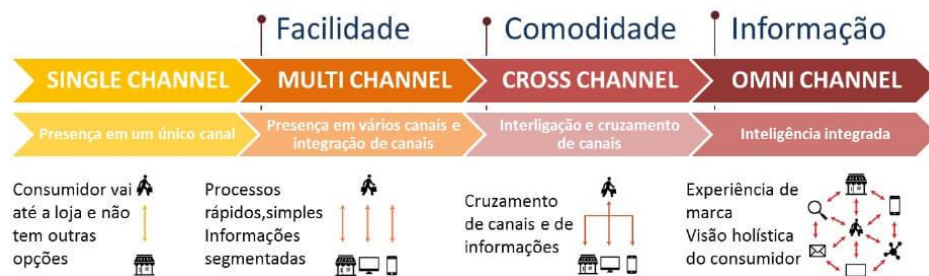 Facilidade
Comodidade
Informação
SINGLE CHANNEL
MULTI CHANNEL
CROSS CHANNEL
OMNI CHANNEL
Presença em um único canal
Presença em vários canais e
integração de canais
Interligação e cruzamento
de canais
Inteligência integrada
Consumidor vai
até a loja e não
tem outras
opções
Processos
rápidos,simples
Informações
segmentadas
Cruzamento
de canais e de
informações
Experiência de
marca
Visão holística
do consumidor